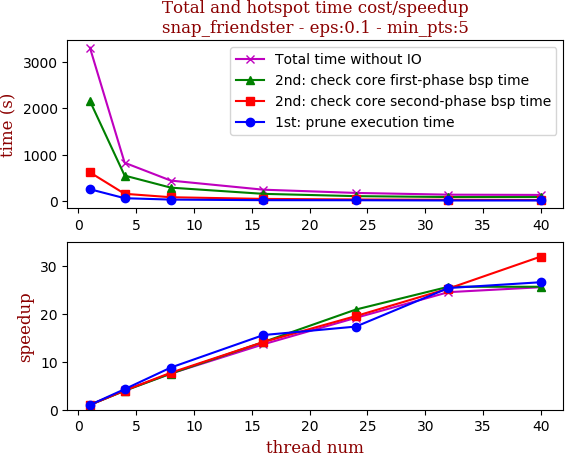 Total and hotspot time cost/speedup
snap_friendster - eps:0.1 - min_pts:5
time (s)
3000
2000
1000
0
Total time without IO
2nd: check core first-phase bsp time
2nd: check core second-phase bsp time
1st: prune execution time
0 5 10 15 20 25 30 35 40
speedup
30
20
10
0
0 5 10 15 20 25 30 35 40
thread num